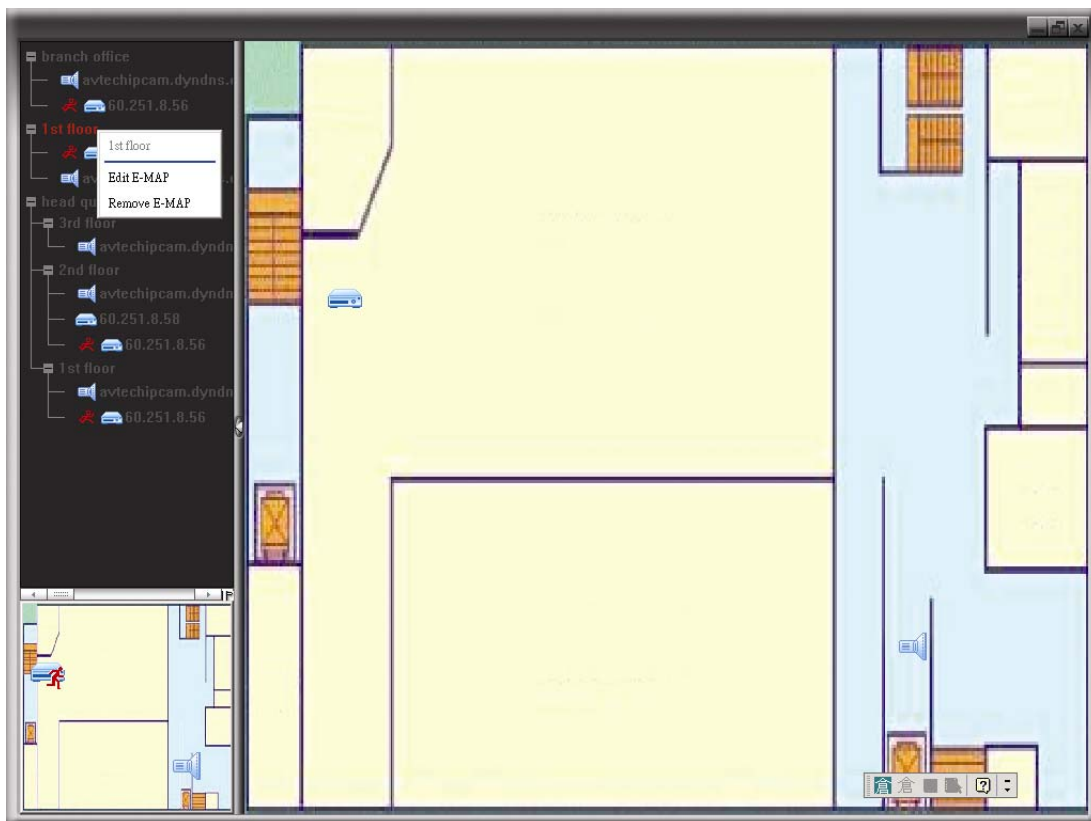 branch office
avtechipcam.dyndns.
60.251.8.56
1st floor
1st floor
Edit E-MAP
Remove E-MAP
head qu
3rd floor
avtechipcam.dyndn
2nd floor
avtechipcam.dyndn
60.251.8.58
60.251.8.56
1st floor
avtechipcam.dyndn
60.251.8.56
倉 倉